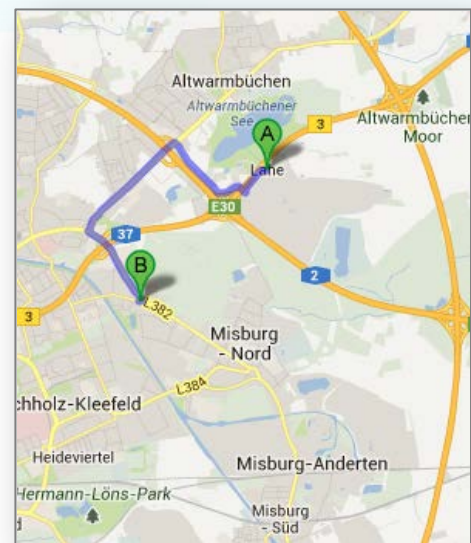 Altwarmbüchen
Altwarmbüchener
See
3
A
Altwarmbüchener
Moor
Lahe
E30
37
B
2
3
L382
Misburg
- Nord
L384
chholz-Kleefeld
Heideviertel
Misburg-Anderten
Hermann-Löns-Park
Misburg
- Süd
d